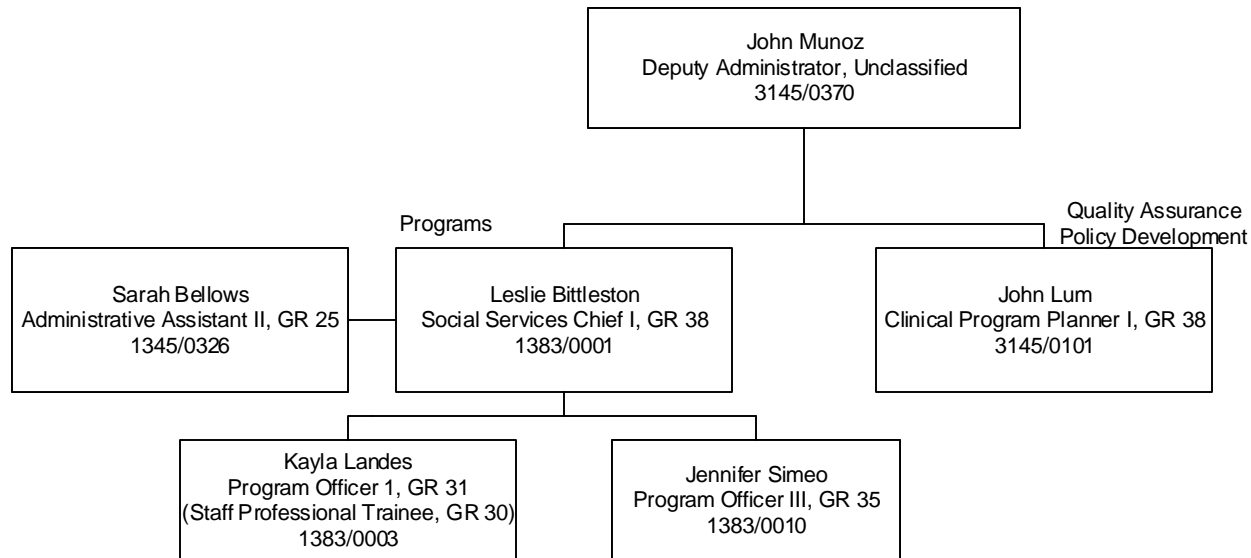 John Munoz
Deputy Administrator, Unclassified
3145/0370
Programs
Quality Assurance
Policy Development
Sarah Bellows
Administrative Assistant II, GR 25
1345/0326
Leslie Bittleston
Social Services Chief I, GR 38
1383/0001
John Lum
Clinical Program Planner I, GR 38
3145/0101
Kayla Landes
Program Officer 1, GR 31
(Staff Professional Trainee, GR 30)
1383/0003
Jennifer Simeo
Program Officer III, GR 35
1383/0010